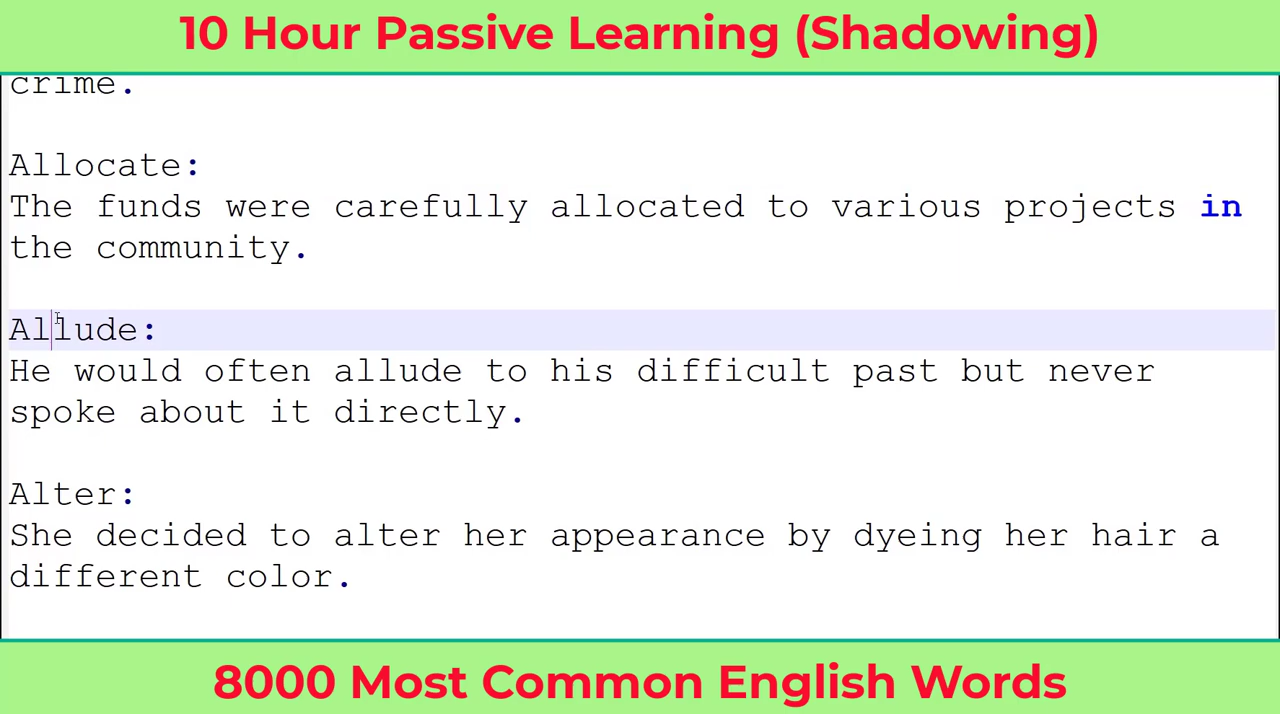 10 Hour Passive Learning (Shadowing)
crime.
Allocate:
The funds were carefully allocated to various projects in
the community.
Allude:
He would often allude to his difficult past but never
spoke about it directly.
Alter:
She decided to alter her appearance by dyeing her hair a
different color.
8000 Most Common English Words